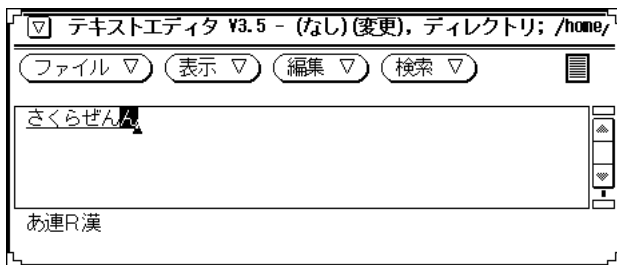 テキストエディタ V3.5 - (なし)(変更), ディレクトリ; /home/
ファイル 表示 編集 検索
さくらぜんん
あ連R漢